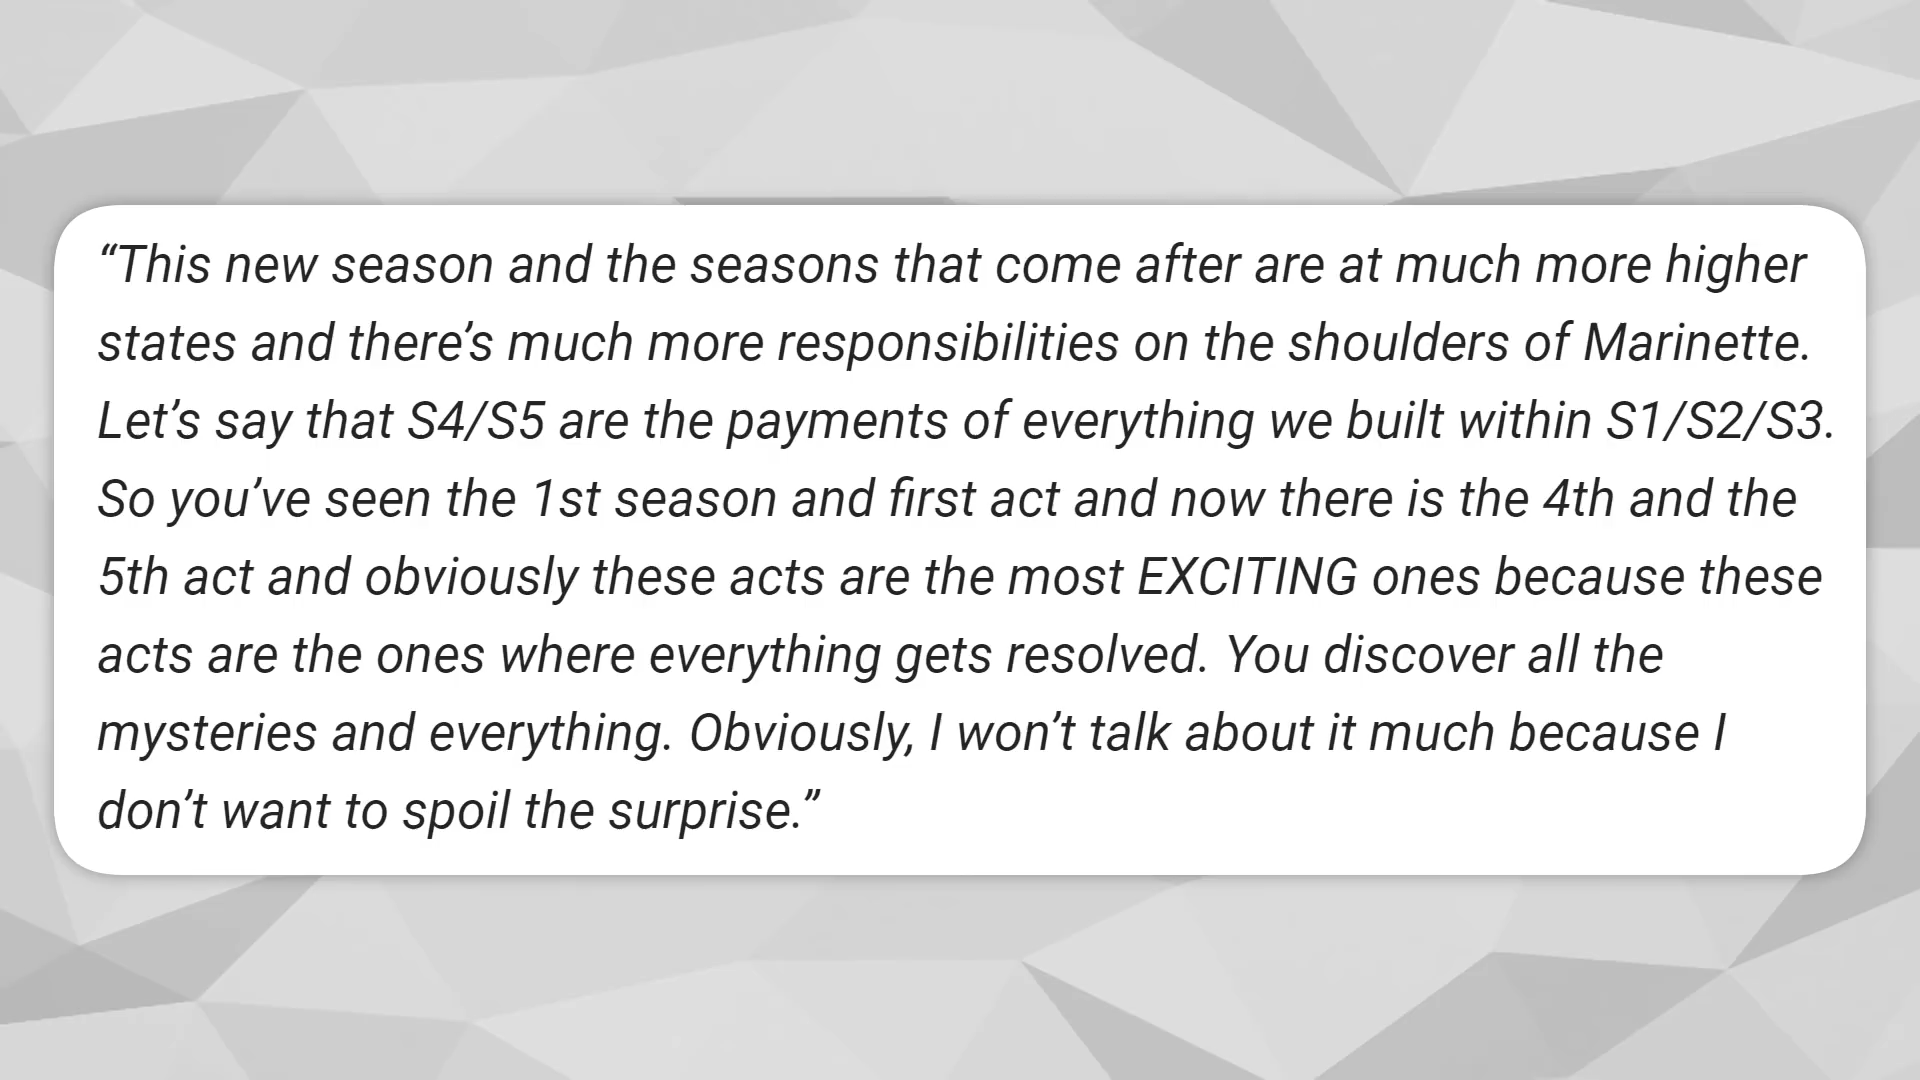 “This new season and the seasons that come after are at much more higher
states and there’s much more responsibilities on the shoulders of Marinette.
Let’s say that S4/S5 are the payments of everything we built within S1/S2/S3.
So you’ve seen the 1st season and first act and now there is the 4th and the
5th act and obviously these acts are the most EXCITING ones because these
acts are the ones where everything gets resolved. You discover all the
mysteries and everything. Obviously, I won’t talk about it much because I
don’t want to spoil the surprise.”